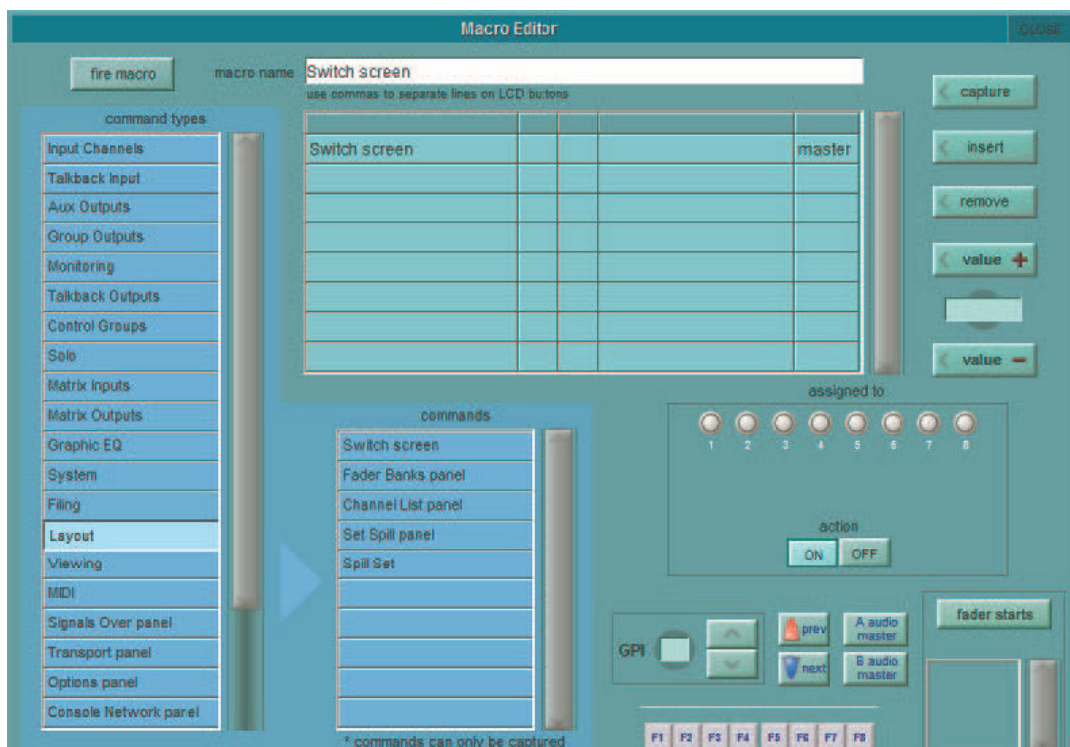 Macro Editor
CLOSE
fire macro
macro name
Switch screen
use commas to separate lines on LCD buttons
capture
command types
Input Channels
Switch screen
master
insert
Talkback Input
Aux Outputs
remove
Group Outputs
Monitoring
value +
Talkback Outputs
Control Groups
Solo
value −
Matrix Inputs
assigned to
Matrix Outputs
commands
1 2 3 4 5 6 7 8
Graphic EQ
Switch screen
System
Fader Banks panel
Filing
Channel List panel
Layout
Set Spill panel
action
ON OFF
Viewing
Spill Set
MIDI
Signals Over panel
fader starts
GPI
prev
A audio master
next
B audio master
Transport panel
Options panel
Console Network panel
F1 F2 F3 F4 F5 F6 F7 F8
* commands can only be captured